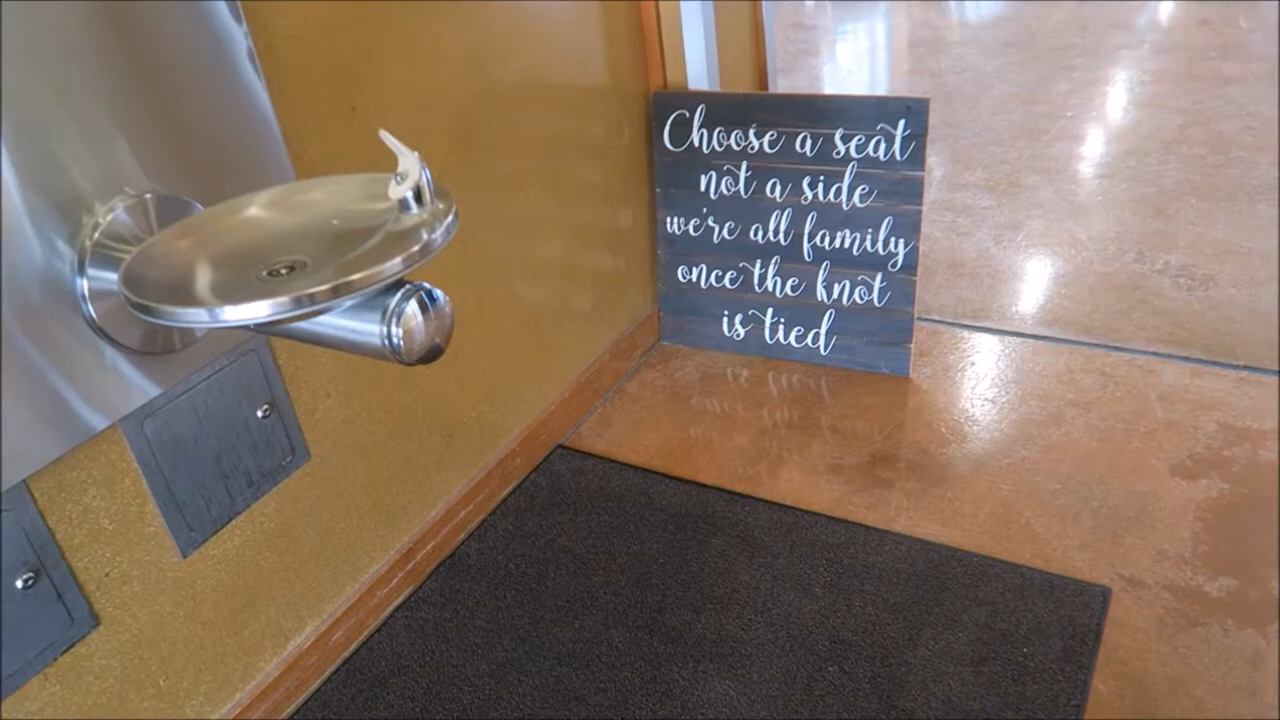 Choose a seat
not a side
we're all family
once the knot
is tied